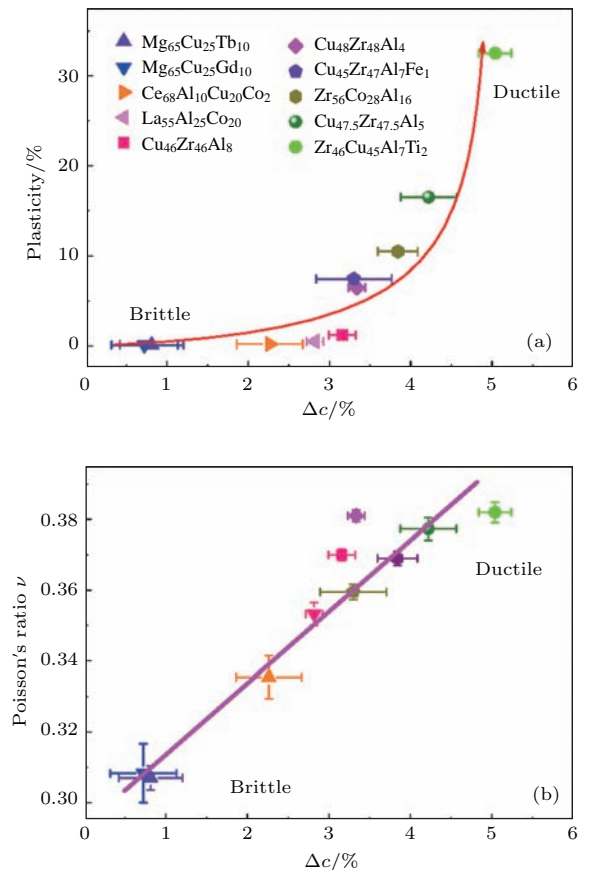 (a)
Mg₆₅Cu₂₅Tb₁₀
Mg₆₅Cu₂₅Gd₁₀
Ce₆₈Al₁₀Cu₂₀Co₂
La₅₅Al₂₅Co₂₀
Cu₄₆Zr₄₆Al₈
Cu₄₈Zr₄₈Al₄
Cu₄₅Zr₄₇Al₇Fe₁
Zr₅₆Co₂₈Al₁₆
Cu₄₇.₅Zr₄₇.₅Al₅
Zr₄₆Cu₄₅Al₇Ti₂
Ductile
Brittle
Plasticity/%
30
20
10
0
0 1 2 3 4 5 6
Δc/%
Poisson's ratio ν
0.38
0.36
0.34
0.32
0.30
Ductile
Brittle
(b)
0 1 2 3 4 5 6
Δc/%